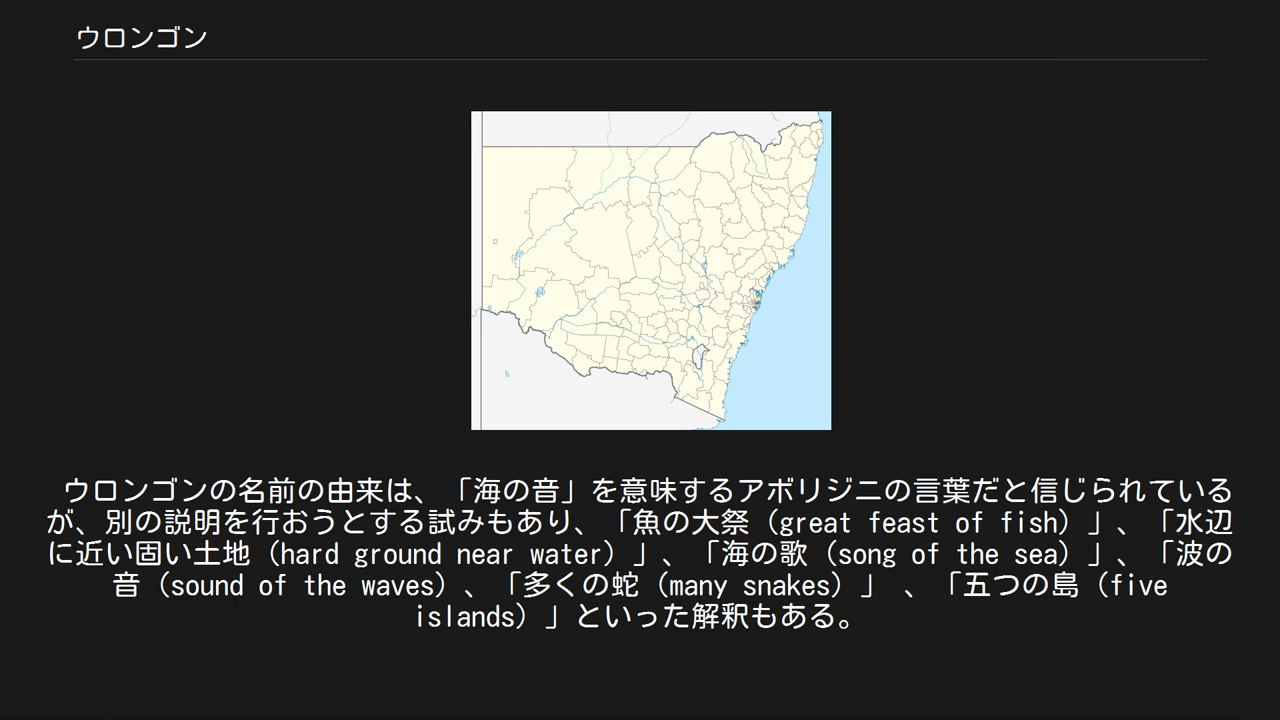 ウロンゴン
ウロンゴンの名前の由来は、「海の音」を意味するアボリジニの言葉だと信じられている
が、別の説明を行おうとする試みもあり、「魚の大祭（great feast of fish）」、「水辺
に近い固い土地（hard ground near water）」、「海の歌（song of the sea）」、「波の
音（sound of the waves）、「多くの蛇（many snakes）」 、「五つの島（five
islands）」といった解釈もある。